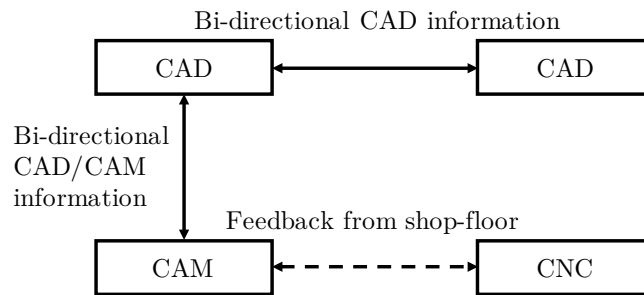 Bi-directional CAD information
CAD
CAD
Bi-directional
CAD/CAM
information
Feedback from shop-floor
CAM
CNC